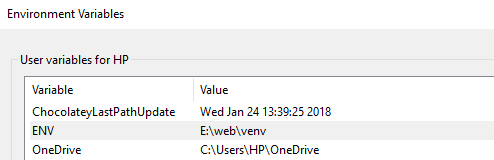 Environment Variables
User variables for HP
Variable Value
ChocolateyLastPathUpdate Wed Jan 24 13:39:25 2018
ENV E:\web\venv
OneDrive C:\Users\HP\OneDrive